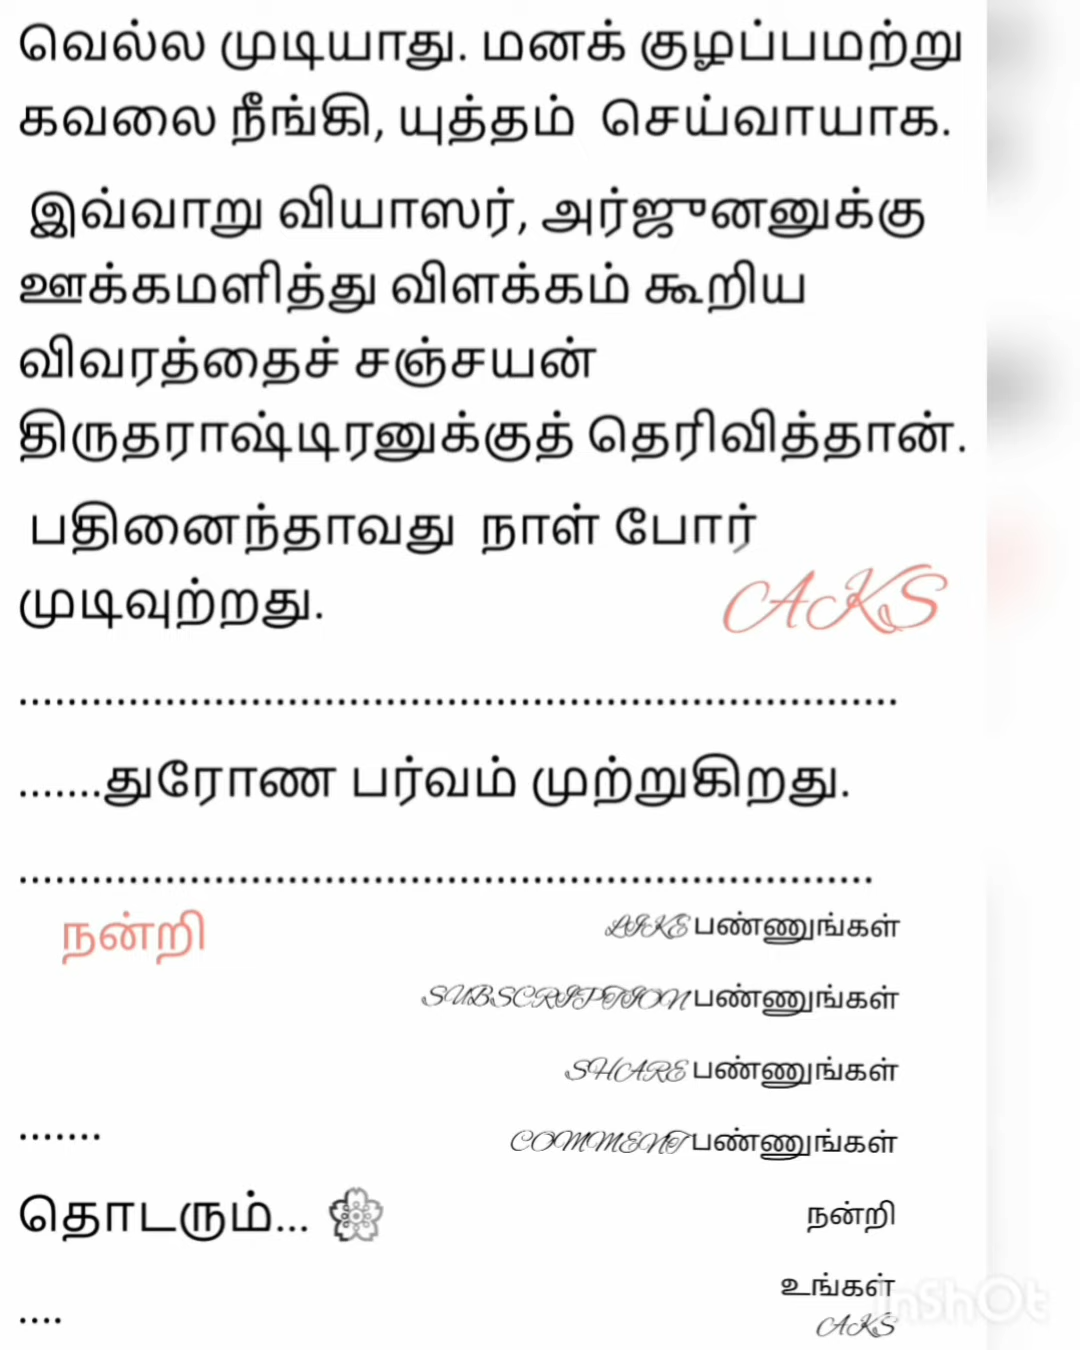 வெல்ல முடியாது. மனக் குழப்பமற்று
கவலை நீங்கி, யுத்தம் செய்வாயாக.
இவ்வாறு வியாஸர், அர்ஜுனனுக்கு
ஊக்கமளித்து விளக்கம் கூறிய
விவரத்தைச் சஞ்சயன்
திருதராஷ்டிரனுக்குத் தெரிவித்தான்.
பதினைந்தாவது நாள் போர்
முடிவுற்றது.
AKS
........................................................................
.......துரோண பர்வம் முற்றுகிறது.
......................................................................
நன்றி
LIKE பண்ணுங்கள்
SUBSCRIPTION பண்ணுங்கள்
SHARE பண்ணுங்கள்
.......
COMMENT பண்ணுங்கள்
தொடரும்...
நன்றி
உங்கள்
....
AKS
InShOt